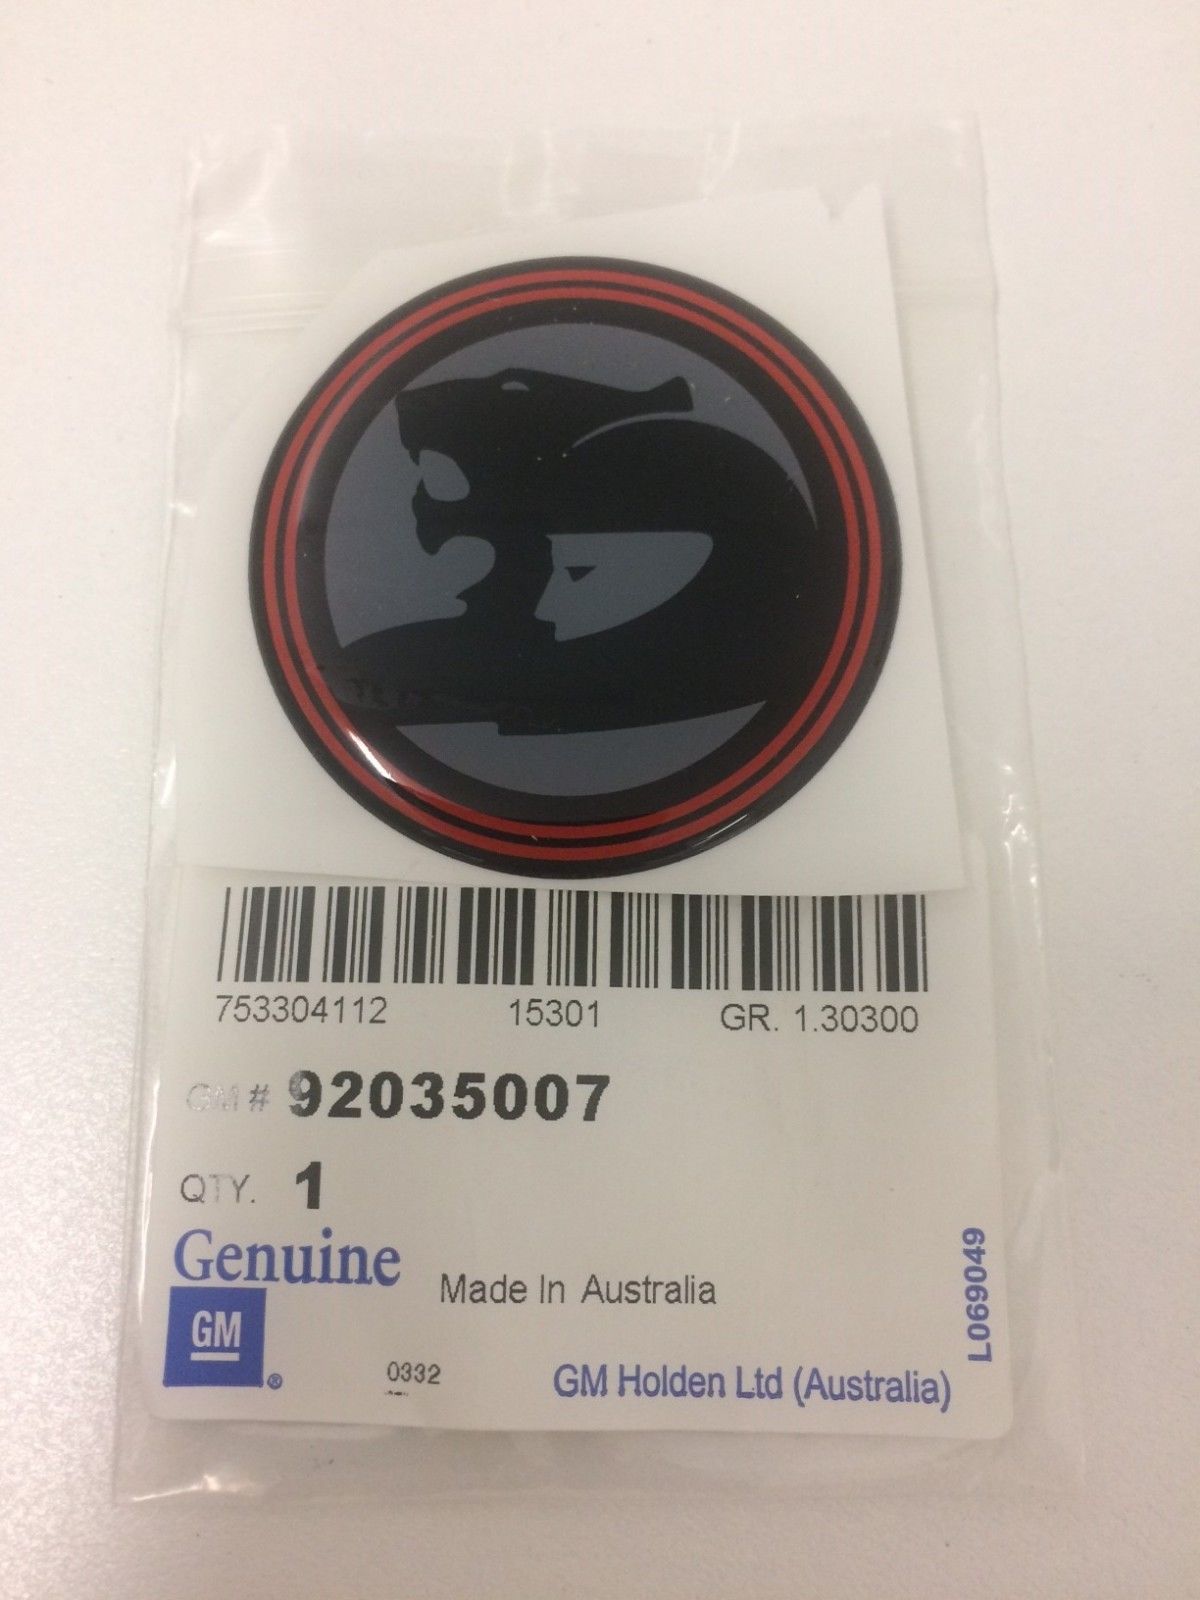 753304112 15301 GR. 1.30300
GM # 92035007
QTY. 1
Genuine
Made In Australia
GM ®
0332
GM Holden Ltd (Australia)
L069049